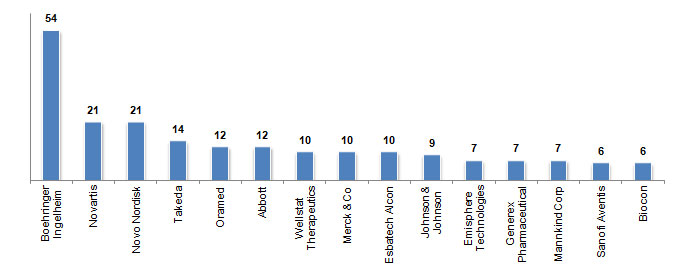 54
21
21
14
12
12
10
10
10
9
7
7
7
6
6
Boehringer
Ingelheim
Novartis
Novo Nordisk
Takeda
Oramed
Abbott
Wellstat
Therapeutics
Merck & Co
Esbatech Alcon
Johnson &
Johnson
Emisphere
Technologies
Generex
Pharmaceutical
Mannkind Corp
Sanofi Aventis
Biocon